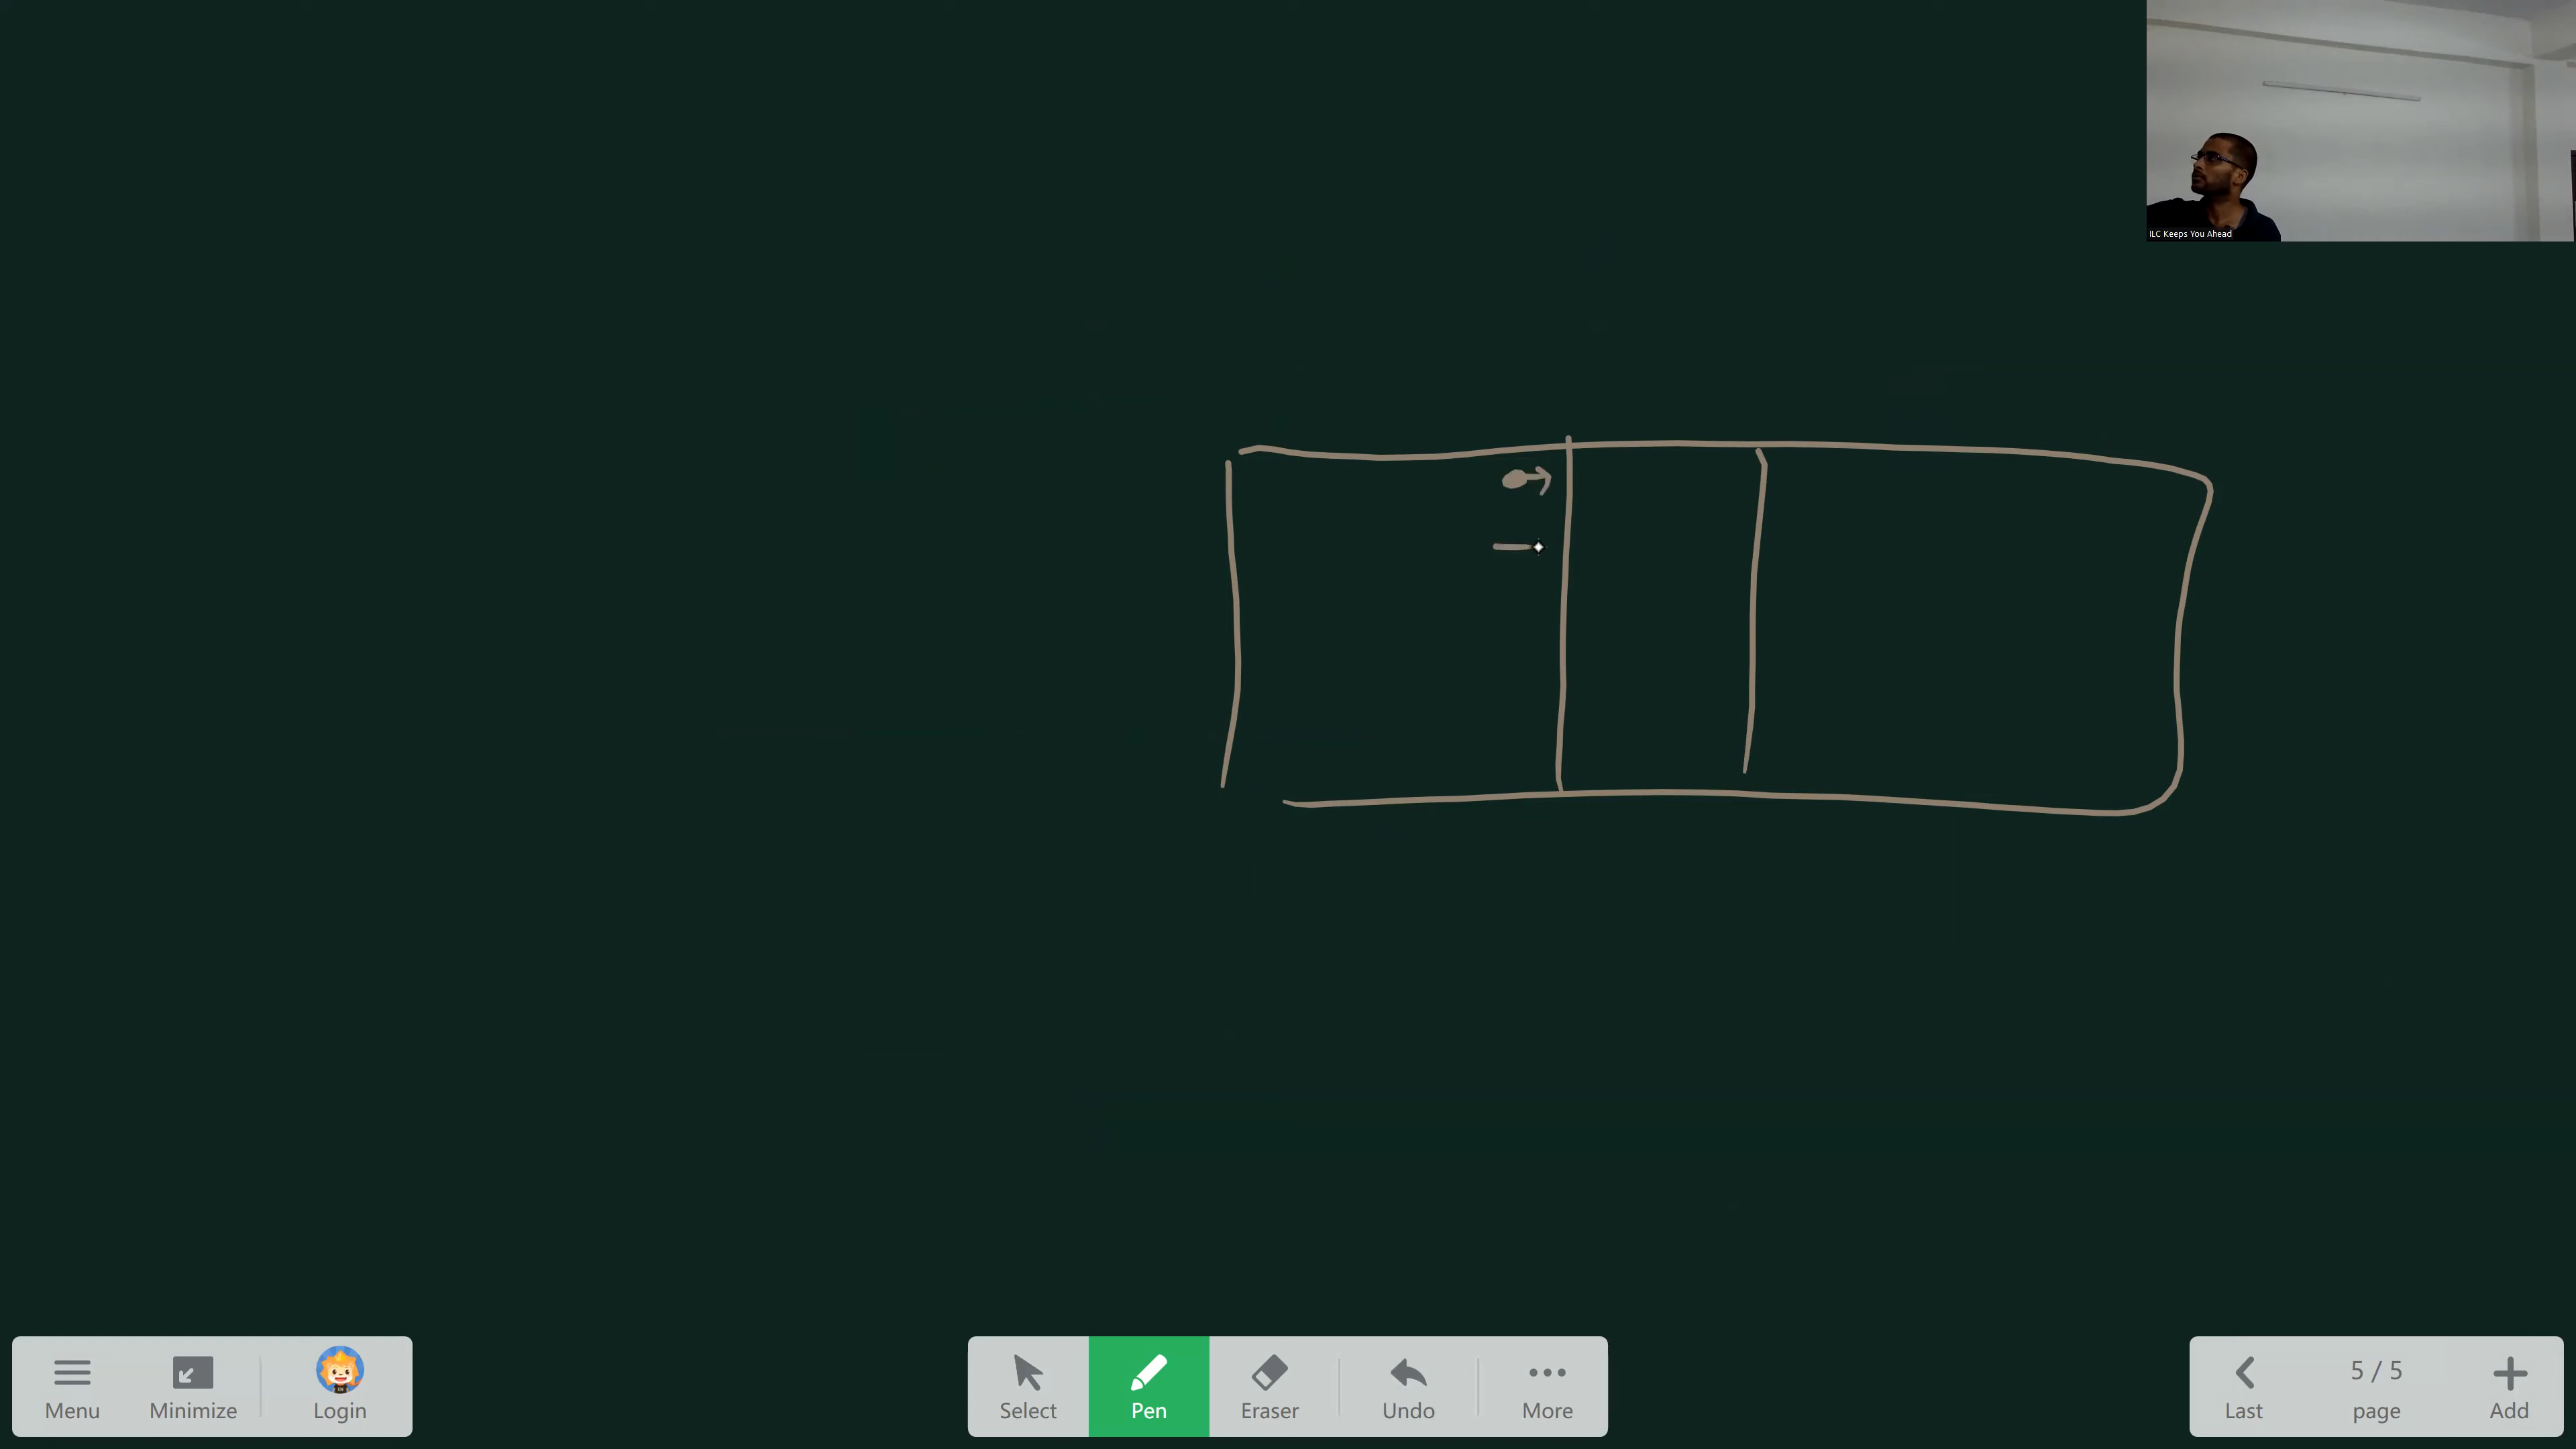 ILC Keeps You Ahead
Menu
Minimize
Login
Select
Pen
Eraser
Undo
More
Last
5 / 5
page
Add